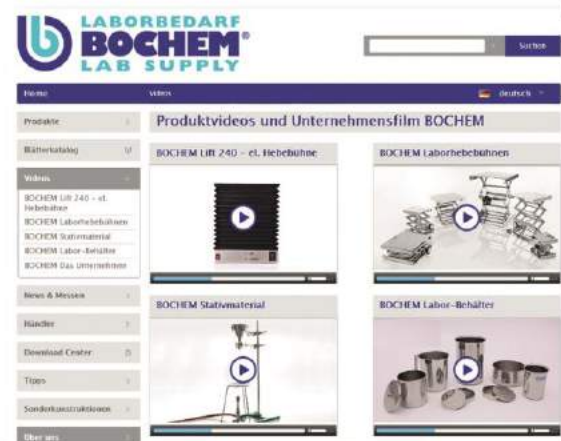 LABORBEDARF
BOCHEM®
LAB SUPPLY
Suchen
Home
Videos
deutsch
Produkte
Blätterkatalog
Videos
BOCHEM Lift 240 - el.
Hebebühne
BOCHEM Laborhebebühnen
BOCHEM Stativmaterial
BOCHEM Labor-Behälter
BOCHEM Das Unternehmen
News & Messen
Händler
Download Center
Tipps
Sonderkonstruktionen
Über uns
Produktvideos und Unternehmensfilm BOCHEM
BOCHEM Lift 240 - el. Hebebühne
BOCHEM Laborhebebühnen
BOCHEM Stativmaterial
BOCHEM Labor-Behälter